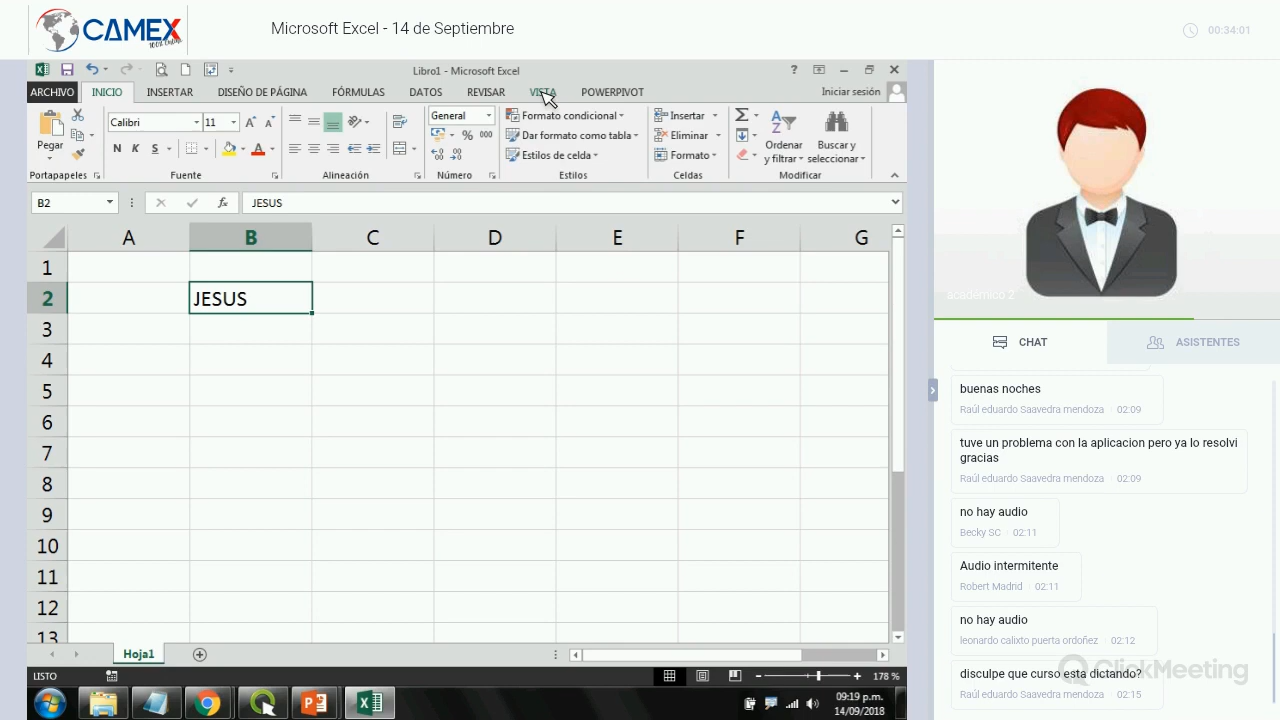 CAMEX
100% Online
Microsoft Excel - 14 de Septiembre
00:34:01
Libro1 - Microsoft Excel
?
ARCHIVO INICIO INSERTAR DISEÑO DE PÁGINA FÓRMULAS DATOS REVISAR VISTA POWERPIVOT Iniciar sesión
Pegar
Calibri 11
N K S
General
% 000
Formato condicional
Dar formato como tabla
Estilos de celda
Insertar
Eliminar
Formato
Ordenar
y filtrar
Buscar y
seleccionar
Portapapeles Fuente Alineación Número Estilos Celdas Modificar
B2 fx JESUS
A B C D E F G
1
2 JESUS
3
4
5
6
7
8
9
10
11
12
13
Hoja1
LISTO 178 %
09:19 p.m.
14/09/2018
académico 2
CHAT ASISTENTES
buenas noches
Raúl eduardo Saavedra mendoza · 02:09
tuve un problema con la aplicacion pero ya lo resolvi
gracias
Raúl eduardo Saavedra mendoza · 02:09
no hay audio
Becky SC · 02:11
Audio intermitente
Robert Madrid · 02:11
no hay audio
leonardo calixto puerta ordoñez · 02:12
disculpe que curso esta dictando?
Raúl eduardo Saavedra mendoza · 02:15
ClickMeeting